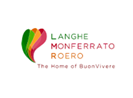 LANGHE
MONFERRATO
ROERO
The Home of BuonVivere